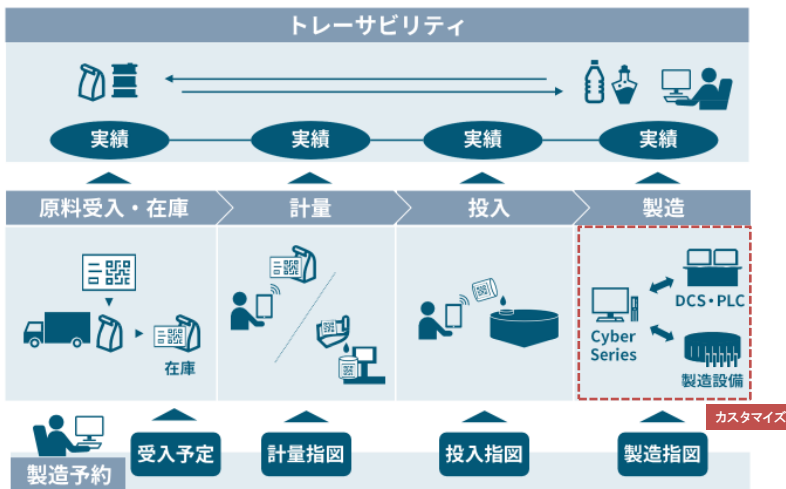 トレーサビリティ
実績
実績
実績
実績
原料受入・在庫
計量
投入
製造
在庫
Cyber
Series
DCS・PLC
製造設備
カスタマイズ
受入予定
計量指図
投入指図
製造指図
製造予約